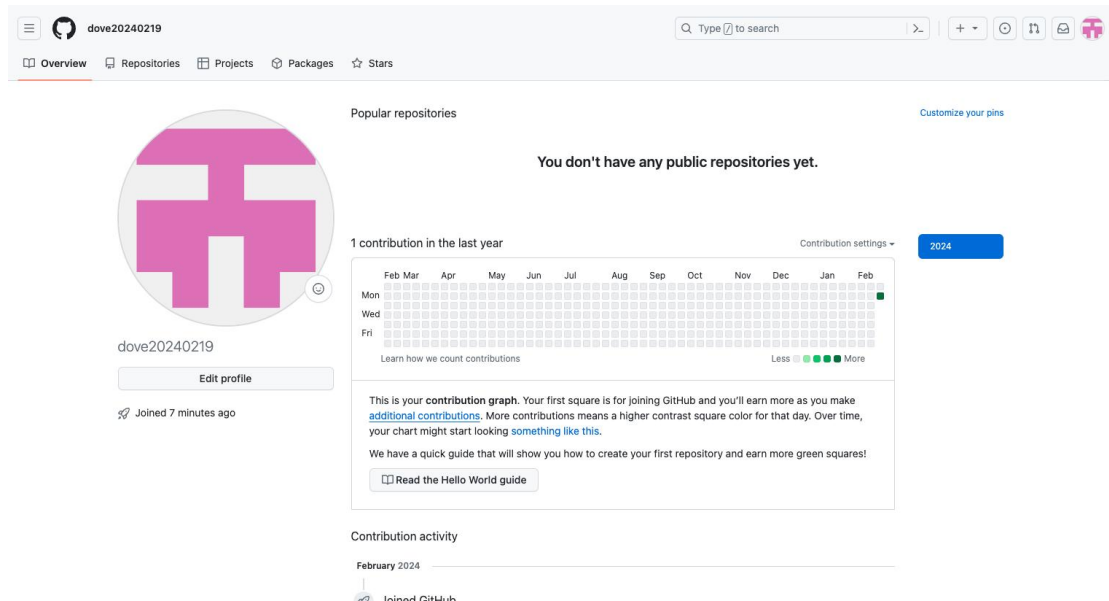 dove20240219
Type / to search
Overview Repositories Projects Packages Stars
Popular repositories
Customize your pins
You don't have any public repositories yet.
1 contribution in the last year
Contribution settings
2024
Feb Mar Apr May Jun Jul Aug Sep Oct Nov Dec Jan Feb
Mon
Wed
Fri
Learn how we count contributions
Less More
dove20240219
Edit profile
Joined 7 minutes ago
This is your contribution graph. Your first square is for joining GitHub and you'll earn more as you make
additional contributions. More contributions means a higher contrast square color for that day. Over time,
your chart might start looking something like this.
We have a quick guide that will show you how to create your first repository and earn more green squares!
Read the Hello World guide
Contribution activity
February 2024
Joined GitHub